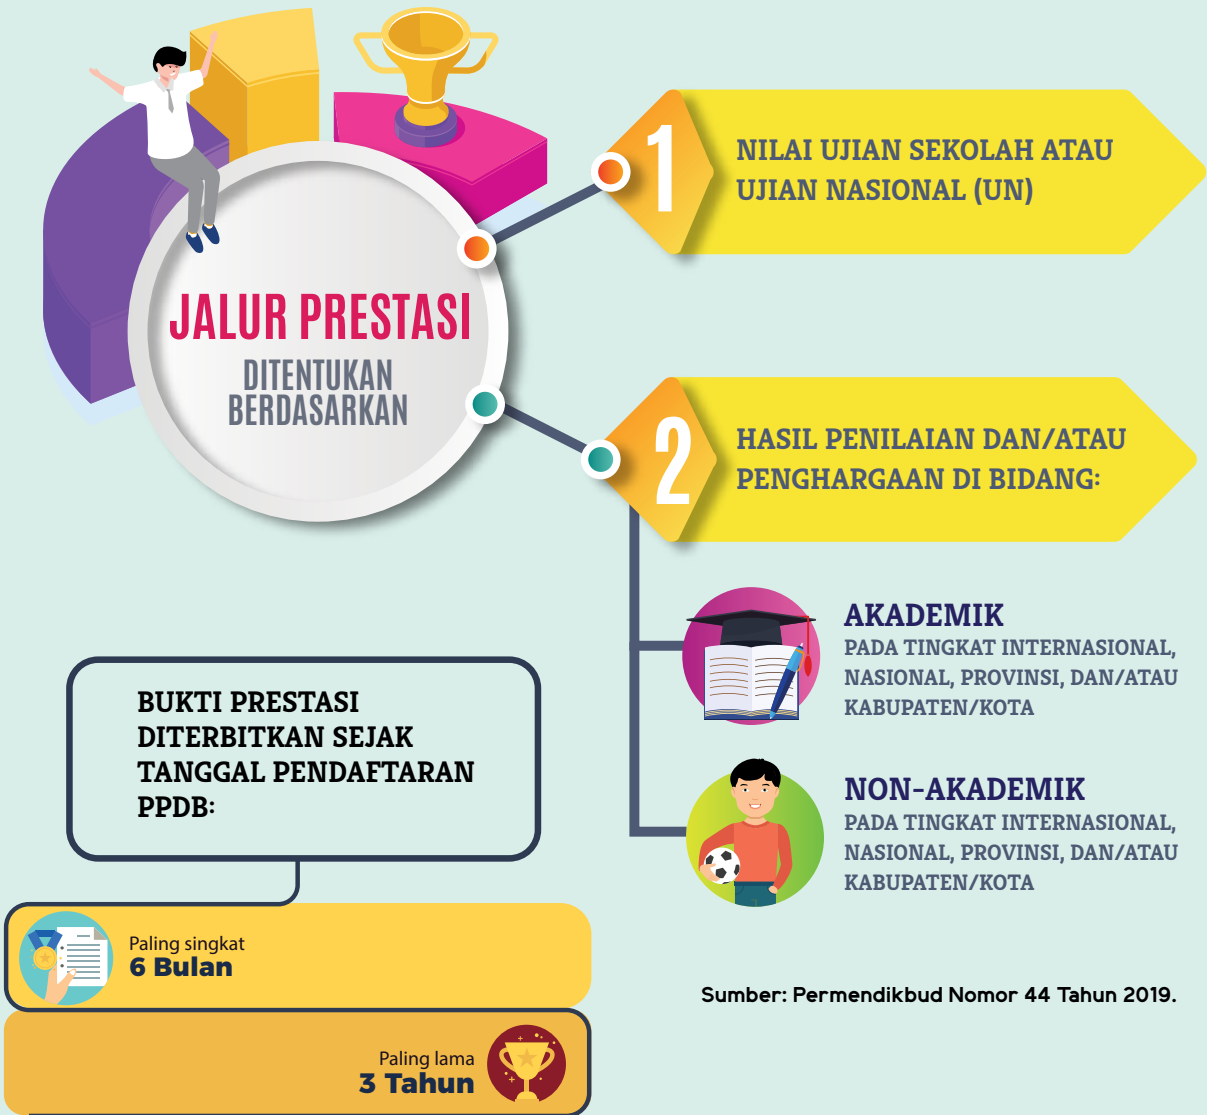 JALUR PRESTASI
DITENTUKAN
BERDASARKAN
1
NILAI UJIAN SEKOLAH ATAU
UJIAN NASIONAL (UN)
2
HASIL PENILAIAN DAN/ATAU
PENGHARGAAN DI BIDANG:
AKADEMIK
PADA TINGKAT INTERNASIONAL,
NASIONAL, PROVINSI, DAN/ATAU
KABUPATEN/KOTA
NON-AKADEMIK
PADA TINGKAT INTERNASIONAL,
NASIONAL, PROVINSI, DAN/ATAU
KABUPATEN/KOTA
BUKTI PRESTASI
DITERBITKAN SEJAK
TANGGAL PENDAFTARAN
PPDB:
Paling singkat
6 Bulan
Paling lama
3 Tahun
Sumber: Permendikbud Nomor 44 Tahun 2019.